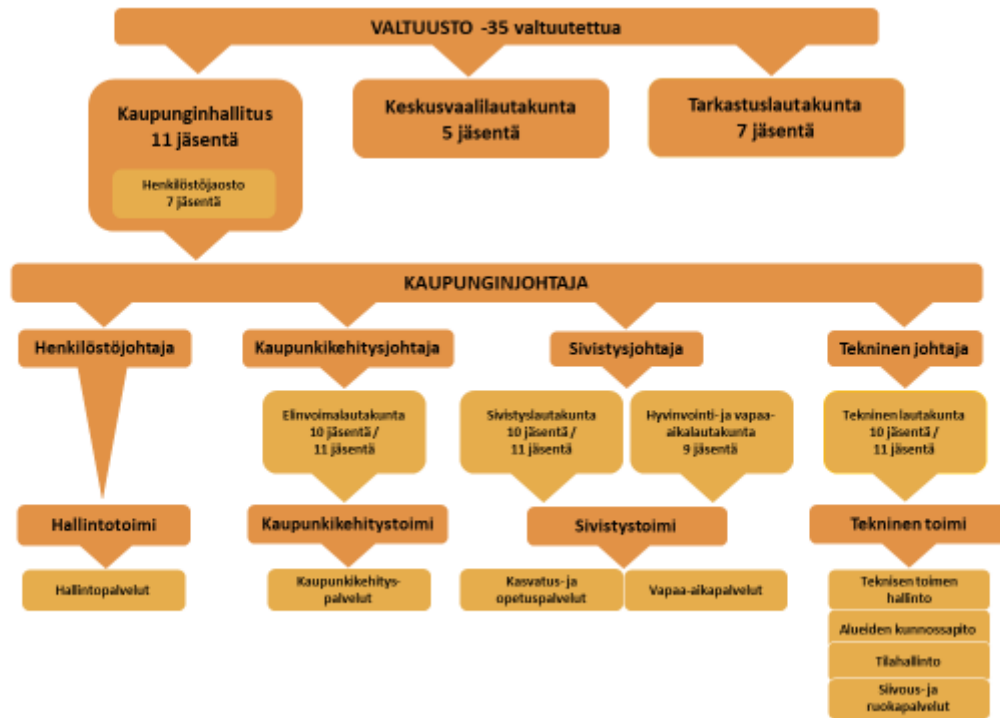 VALTUUSTO -35 valtuutettua
Kaupunginhallitus
11 jäsentä
Henkilöstöjaosto
7 jäsentä
Keskusvaalilautakunta
5 jäsentä
Tarkastuslautakunta
7 jäsentä
KAUPUNGINJOHTAJA
Henkilöstöjohtaja
Kaupunkikehitysjohtaja
Sivistysjohtaja
Tekninen johtaja
Elinvoimalautakunta
10 jäsentä /
11 jäsentä
Sivistyslautakunta
10 jäsentä /
11 jäsentä
Hyvinvointi- ja vapaa-
aikalautakunta
9 jäsentä
Tekninen lautakunta
10 jäsentä /
11 jäsentä
Hallintotoimi
Kaupunkikehitystoimi
Sivistystoimi
Tekninen toimi
Hallintopalvelut
Kaupunkikehitys-
palvelut
Kasvatus- ja
opetuspalvelut
Vapaa-aikapalvelut
Teknisen toimen
hallinto
Alueiden kunnossapito
Tilahallinto
Siivous- ja
ruokapalvelut